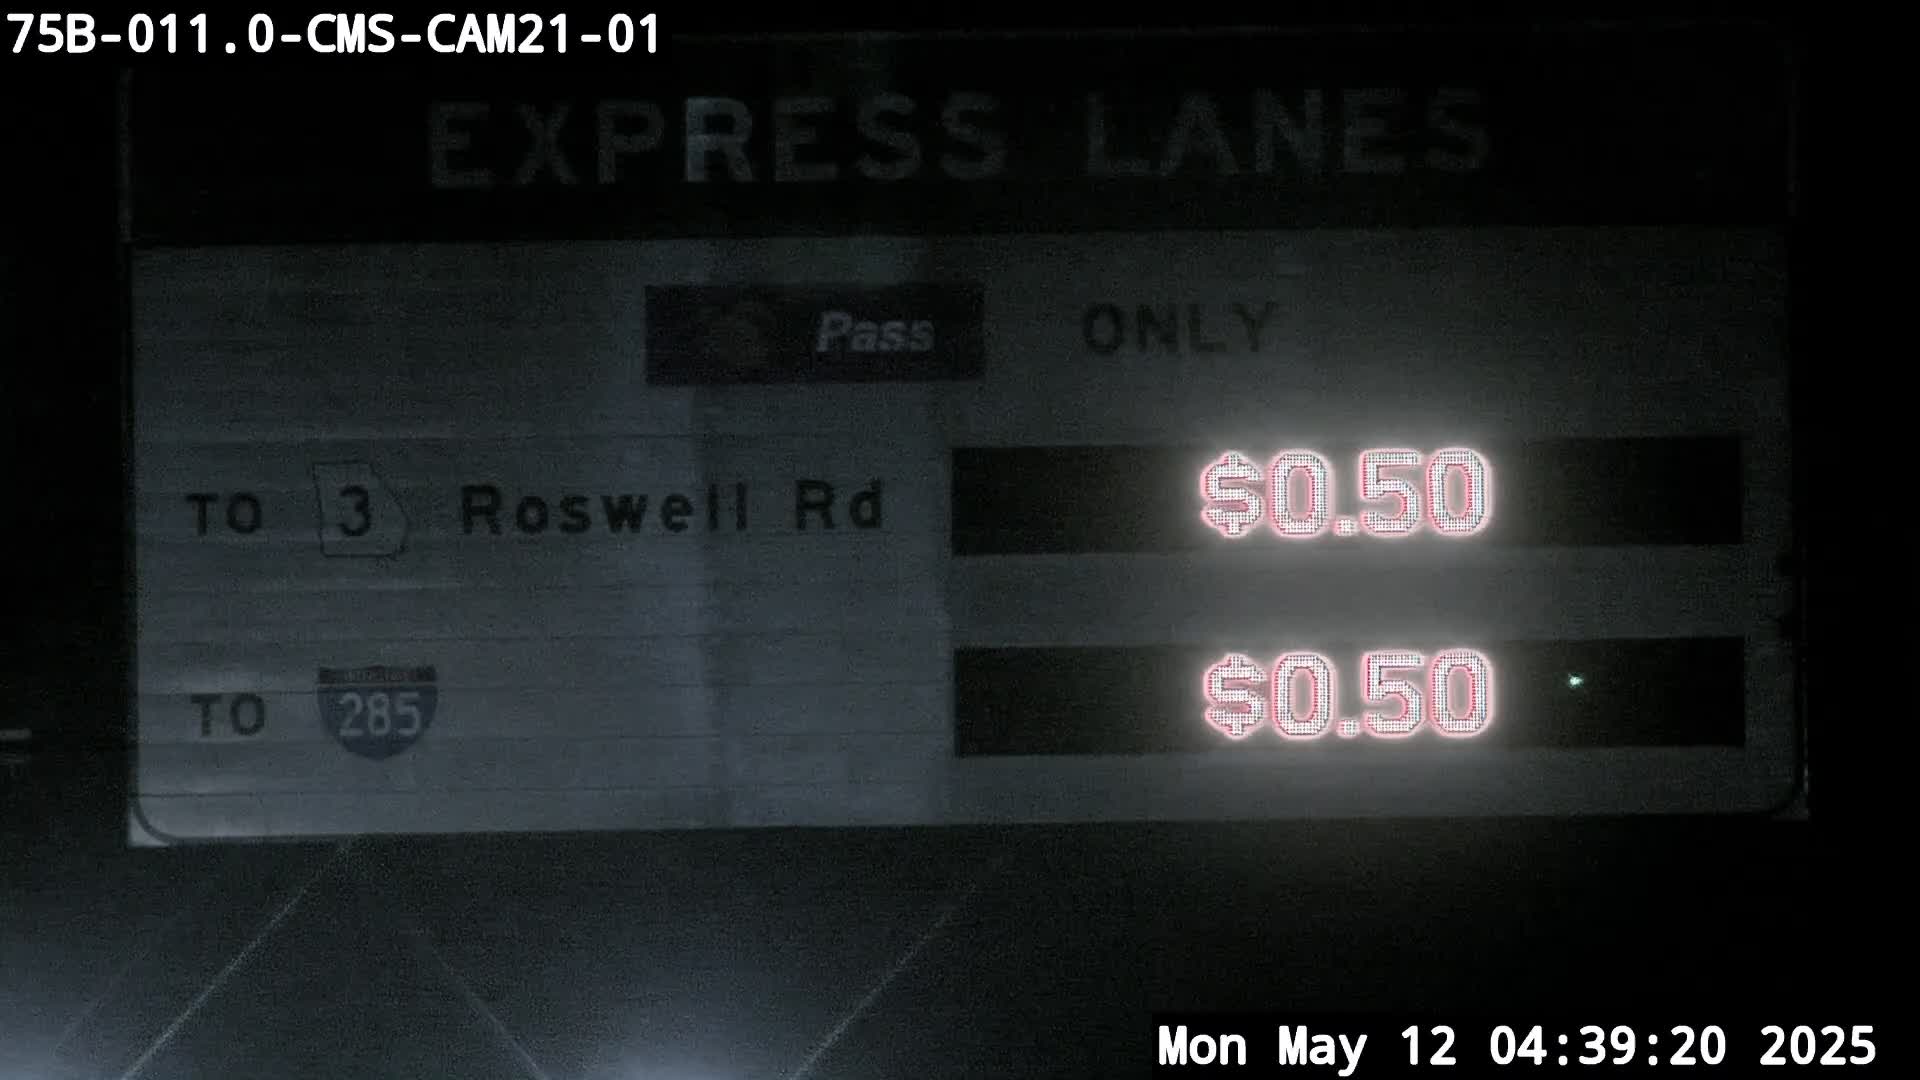 75B-011.0-CMS-CAM21-01
EXPRESS LANES
Pass ONLY
TO 3 Roswell Rd $0.50
TO 285 $0.50
Mon May 12 04:39:20 2025